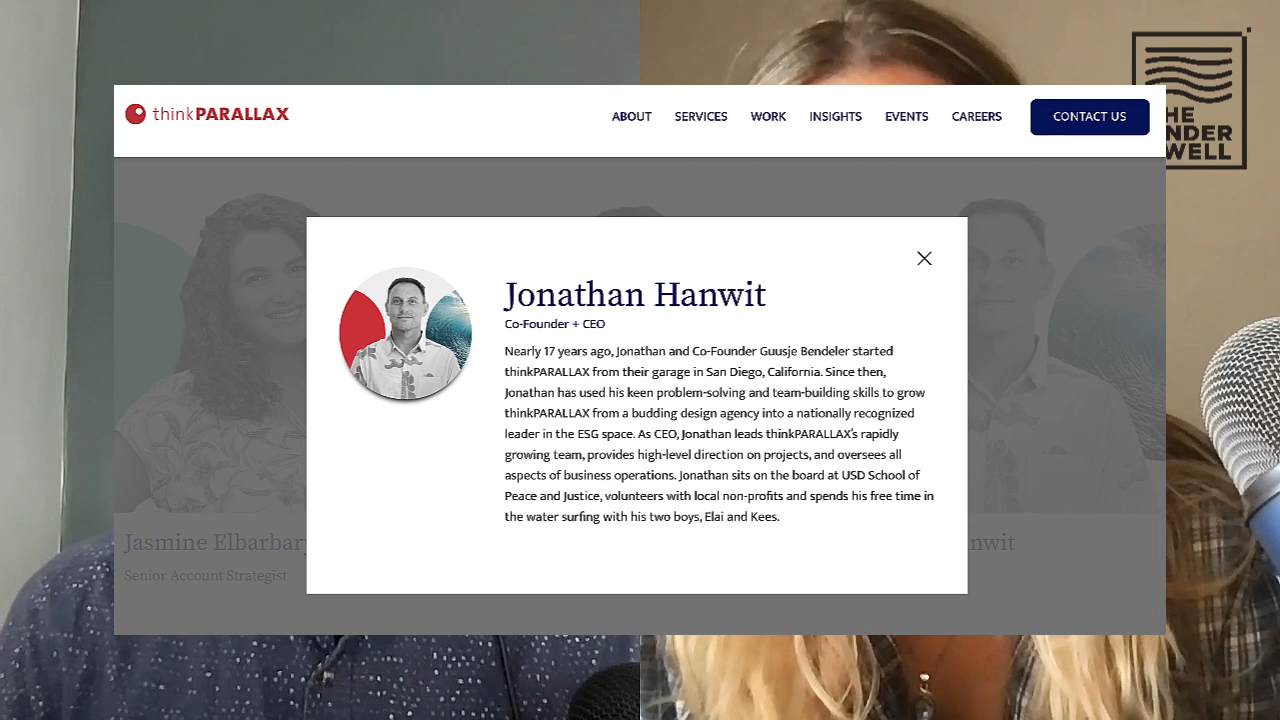 thinkPARALLAX
ABOUT SERVICES WORK INSIGHTS EVENTS CAREERS CONTACT US
HE
NDER
WELL
Jonathan Hanwit
Co-Founder + CEO
Nearly 17 years ago, Jonathan and Co-Founder Guusje Bendeler started
thinkPARALLAX from their garage in San Diego, California. Since then,
Jonathan has used his keen problem-solving and team-building skills to grow
thinkPARALLAX from a budding design agency into a nationally recognized
leader in the ESG space. As CEO, Jonathan leads thinkPARALLAX's rapidly
growing team, provides high-level direction on projects, and oversees all
aspects of business operations. Jonathan sits on the board at USD School of
Peace and Justice, volunteers with local non-profits and spends his free time in
the water surfing with his two boys, Elai and Kees.
Jasmine Elbarbary
Senior Account Strategist
nwit